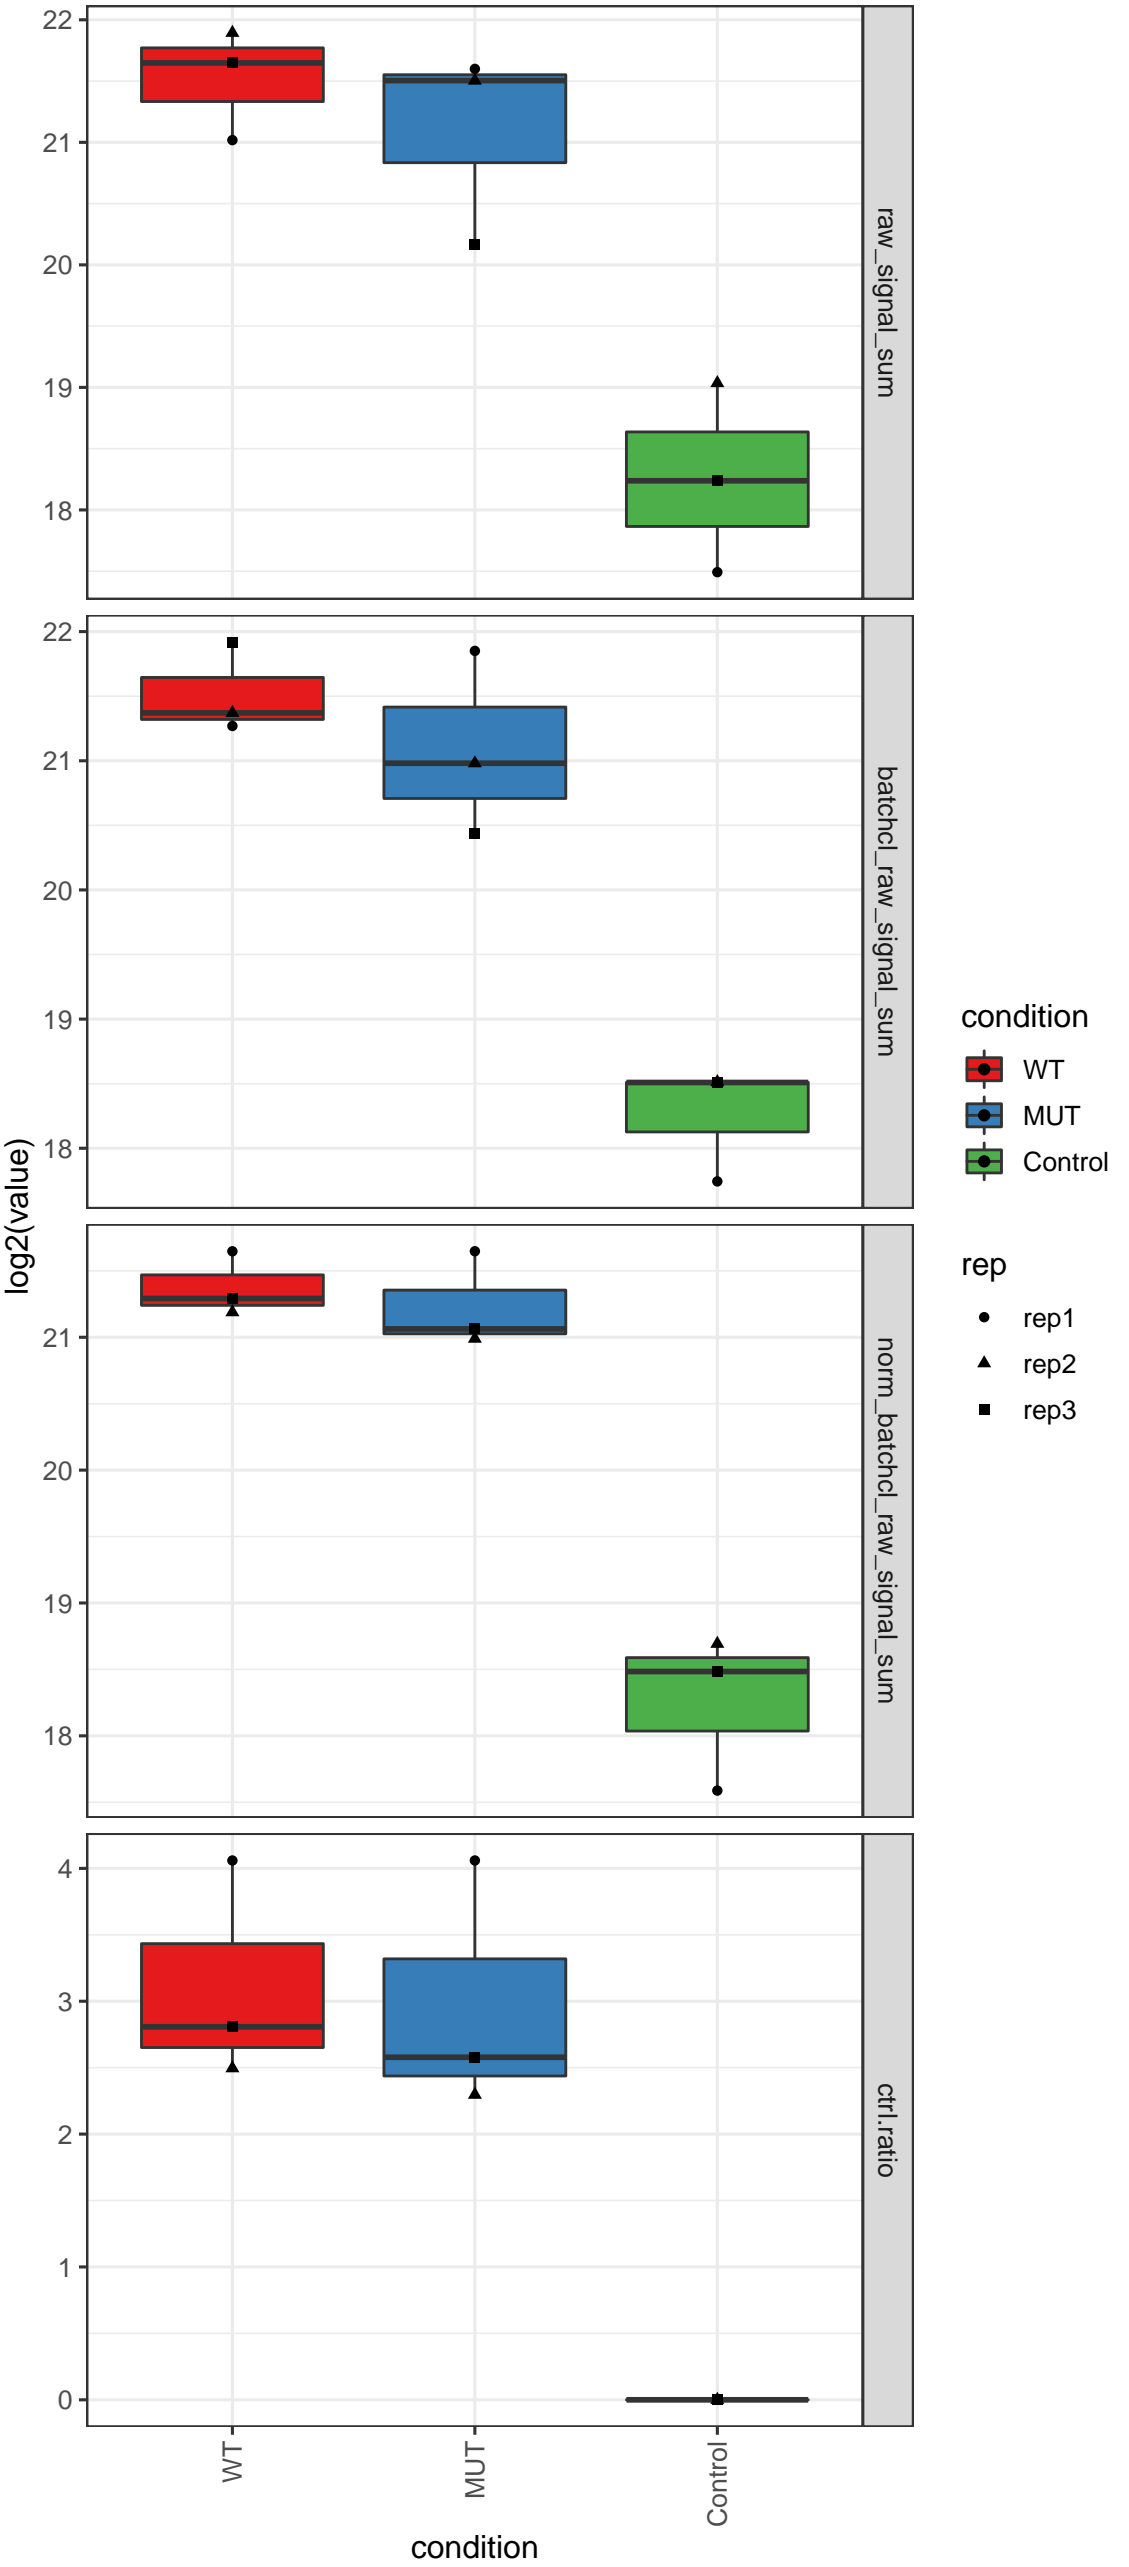 22
21
20
19
18
raw_signal_sum
22
21
20
19
18
batchcl_raw_signal_sum
21
20
19
18
norm_batchcl_raw_signal_sum
4
3
2
1
0
ctrl.ratio
log2(value)
WT
MUT
Control
condition
condition
WT
MUT
Control
rep
rep1
rep2
rep3